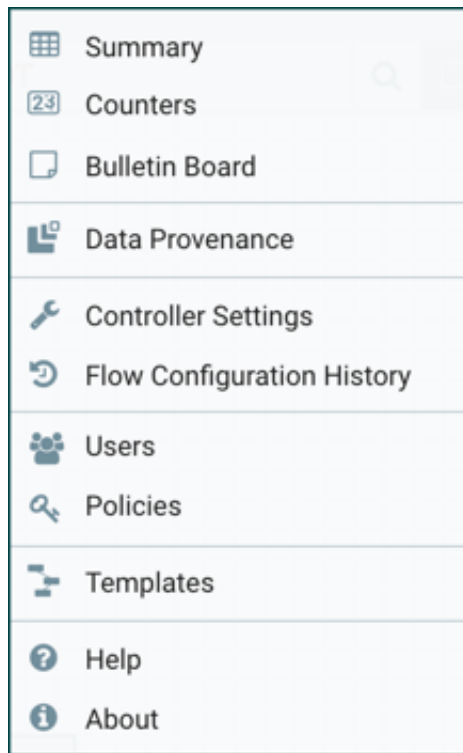 Summary
23 Counters
Bulletin Board
Data Provenance
Controller Settings
Flow Configuration History
Users
Policies
Templates
Help
About